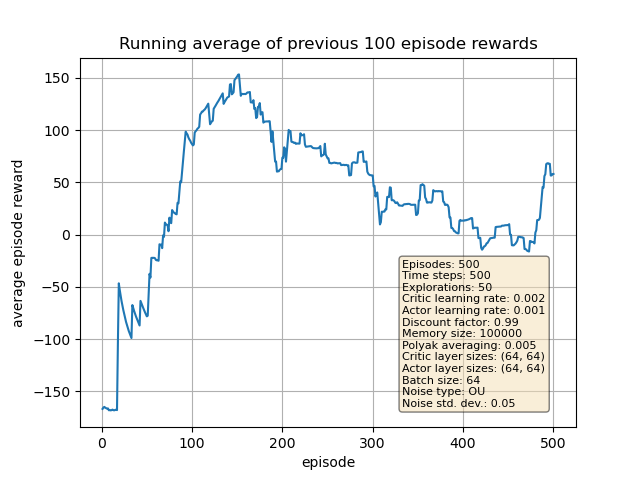 Running average of previous 100 episode rewards
average episode reward
150
100
50
0
−50
−100
−150
Episodes: 500
Time steps: 500
Explorations: 50
Critic learning rate: 0.002
Actor learning rate: 0.001
Discount factor: 0.99
Memory size: 100000
Polyak averaging: 0.005
Critic layer sizes: (64, 64)
Actor layer sizes: (64, 64)
Batch size: 64
Noise type: OU
Noise std. dev.: 0.05
0 100 200 300 400 500
episode